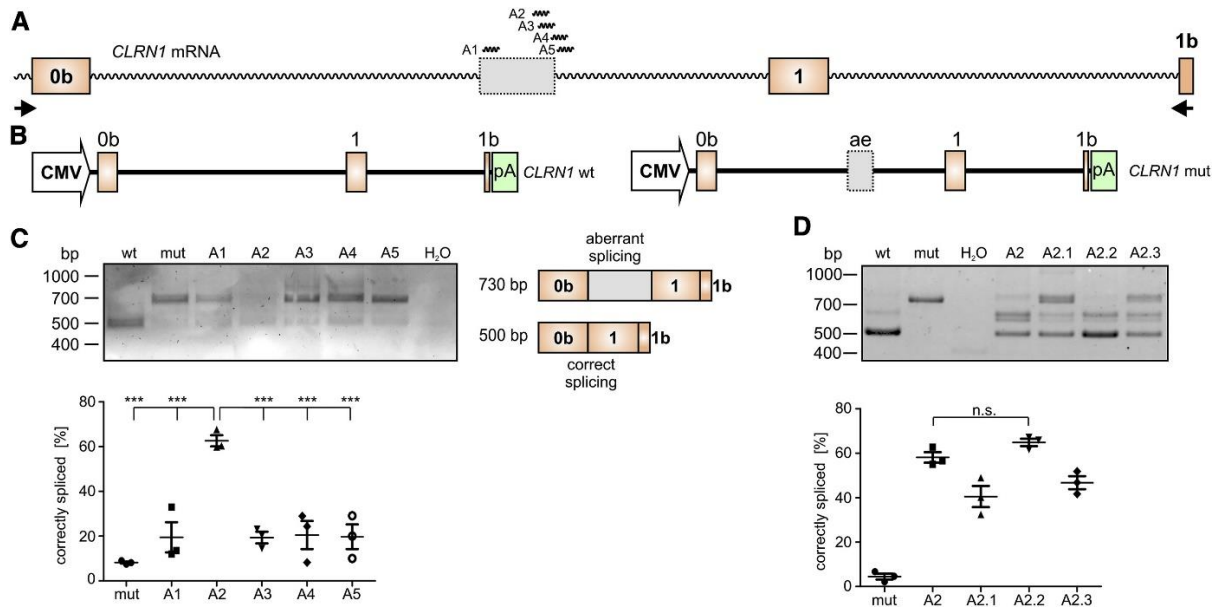 A
CLRN1 mRNA
A1
A2
A3
A4
A5
0b
1
1b
B
CMV
0b
1
1b
pA
CLRN1 wt
CMV
0b
ae
1
1b
pA
CLRN1 mut
C
bp wt mut A1 A2 A3 A4 A5 H₂O
1000
700
500
400
aberrant
splicing
730 bp 0b 1 1b
500 bp 0b 1 1b
correct
splicing
correctly spliced [%]
80
60
40
20
0
*** *** *** *** ***
mut A1 A2 A3 A4 A5
D
bp wt mut H₂O A2 A2.1 A2.2 A2.3
1000
700
500
400
correctly spliced [%]
80
60
40
20
0
n.s.
mut A2 A2.1 A2.2 A2.3